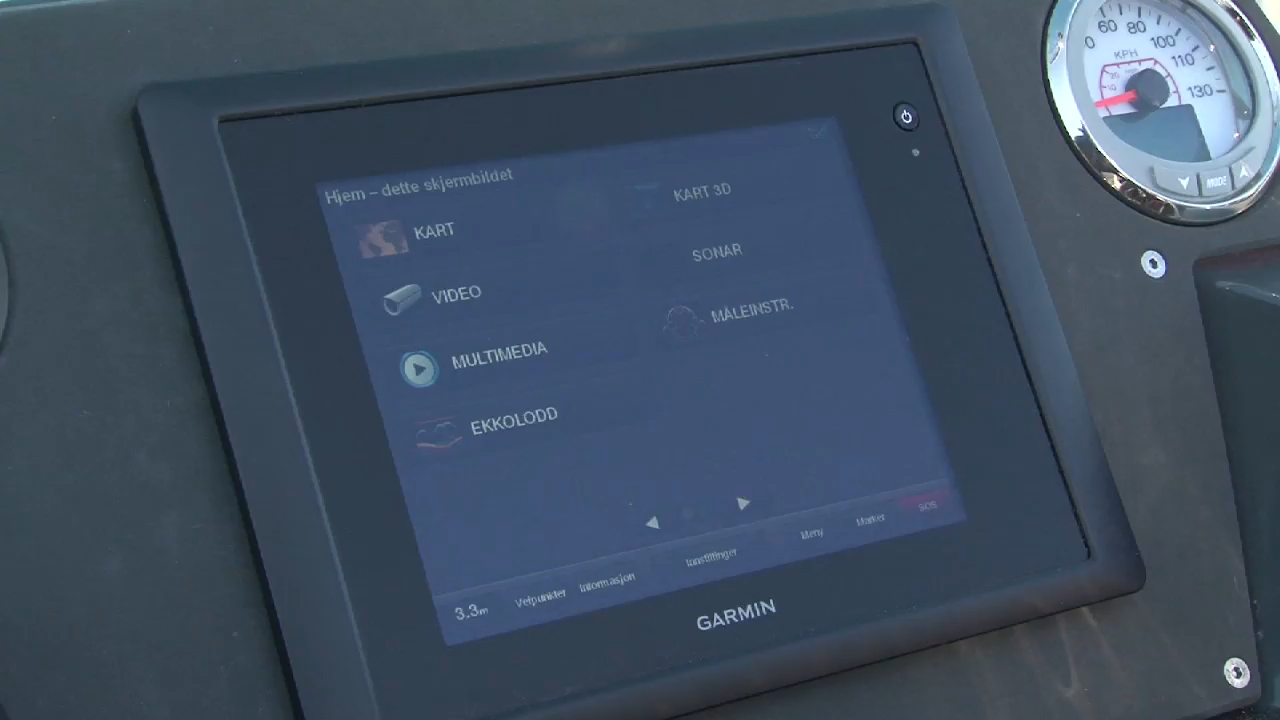 Hjem – dette skjermbildet
KART
KART 3D
VIDEO
SONAR
MULTIMEDIA
MÅLEINSTR.
EKKOLODD
3.3m
Veipunkter
Informasjon
Innstillinger
Meny
Marker
SOS
GARMIN
0 60 80 100 110 130
KPH
MODE